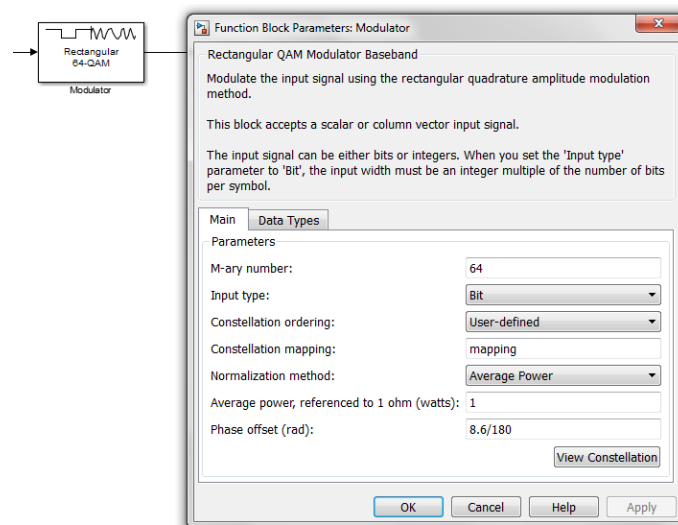 Rectangular
64-QAM
Modulator
Function Block Parameters: Modulator
Rectangular QAM Modulator Baseband
Modulate the input signal using the rectangular quadrature amplitude modulation
method.
This block accepts a scalar or column vector input signal.
The input signal can be either bits or integers. When you set the 'Input type'
parameter to 'Bit', the input width must be an integer multiple of the number of bits
per symbol.
Main Data Types
Parameters
M-ary number: 64
Input type: Bit
Constellation ordering: User-defined
Constellation mapping: mapping
Normalization method: Average Power
Average power, referenced to 1 ohm (watts): 1
Phase offset (rad): 8.6/180
View Constellation
OK Cancel Help Apply